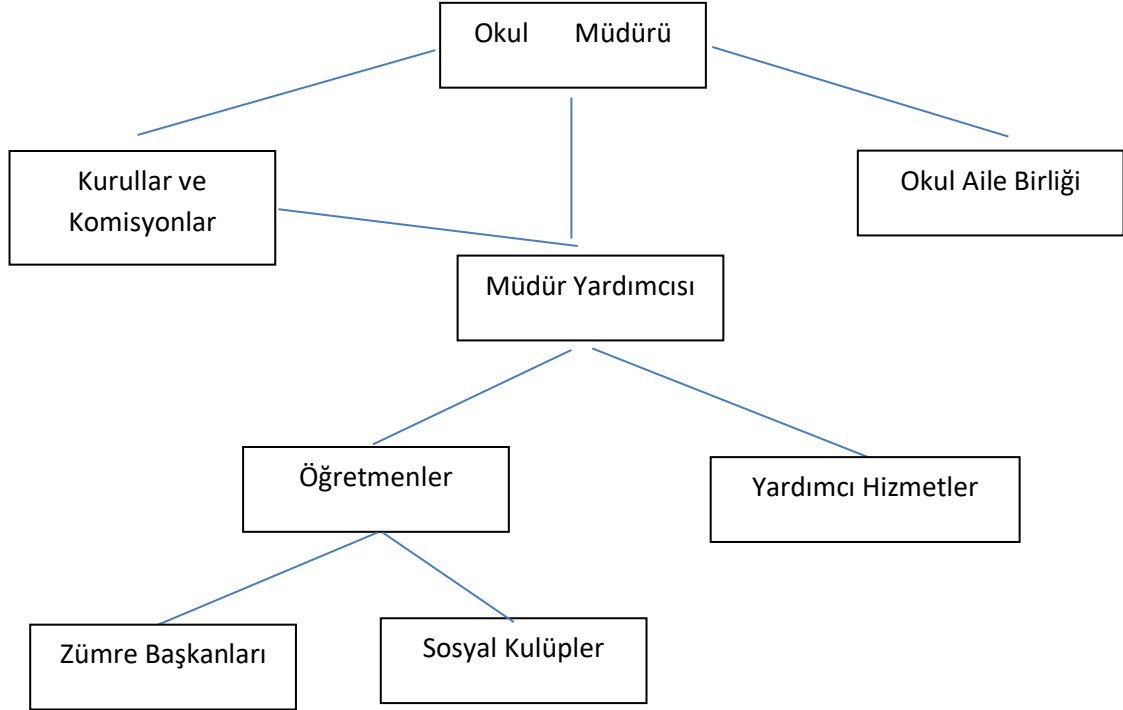 Okul Müdürü
Kurullar ve
Komisyonlar
Okul Aile Birliği
Müdür Yardımcısı
Öğretmenler
Yardımcı Hizmetler
Zümre Başkanları
Sosyal Kulüpler